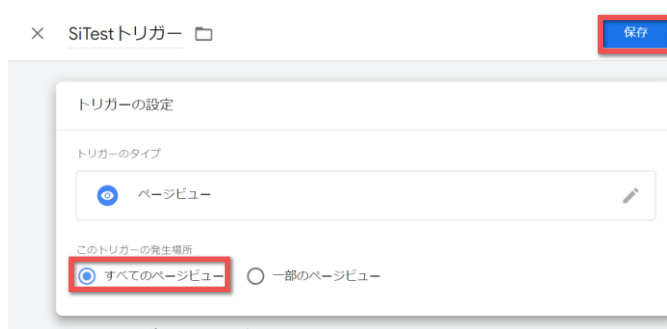 SiTestトリガー
保存
トリガーの設定
トリガーのタイプ
ページビュー
このトリガーの発生場所
すべてのページビュー 一部のページビュー